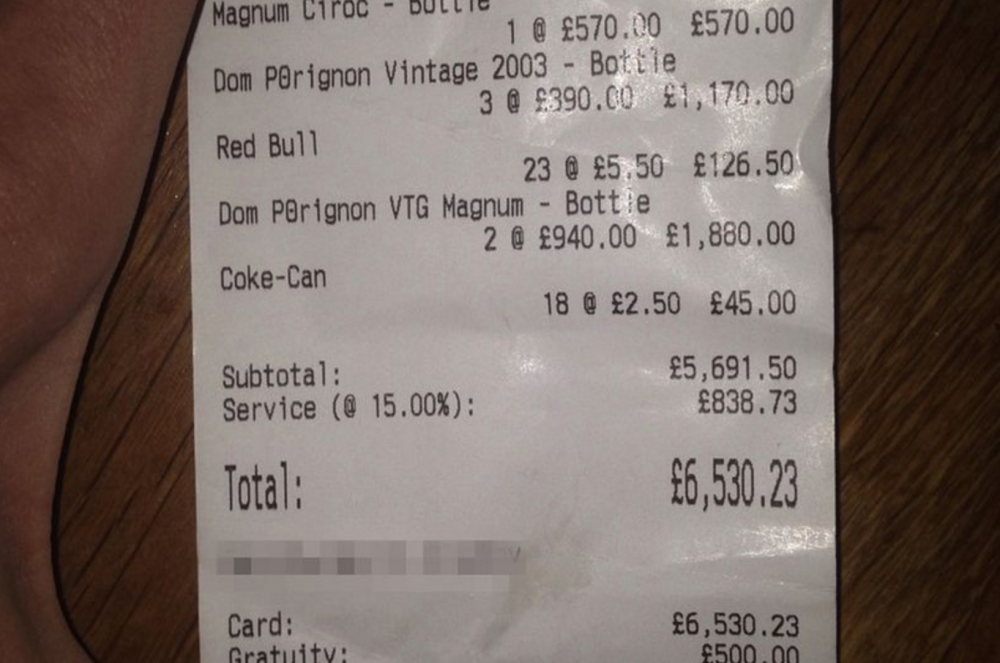 Magnum Ciroc - Bottle
1 @ £570.00 £570.00
Dom P0rignon Vintage 2003 - Bottle
3 @ £390.00 £1,170.00
Red Bull
23 @ £5.50 £126.50
Dom P0rignon VTG Magnum - Bottle
2 @ £940.00 £1,880.00
Coke-Can
18 @ £2.50 £45.00
Subtotal: £5,691.50
Service (@ 15.00%): £838.73
Total: £6,530.23
Card: £6,530.23
Gratuity: £500.00